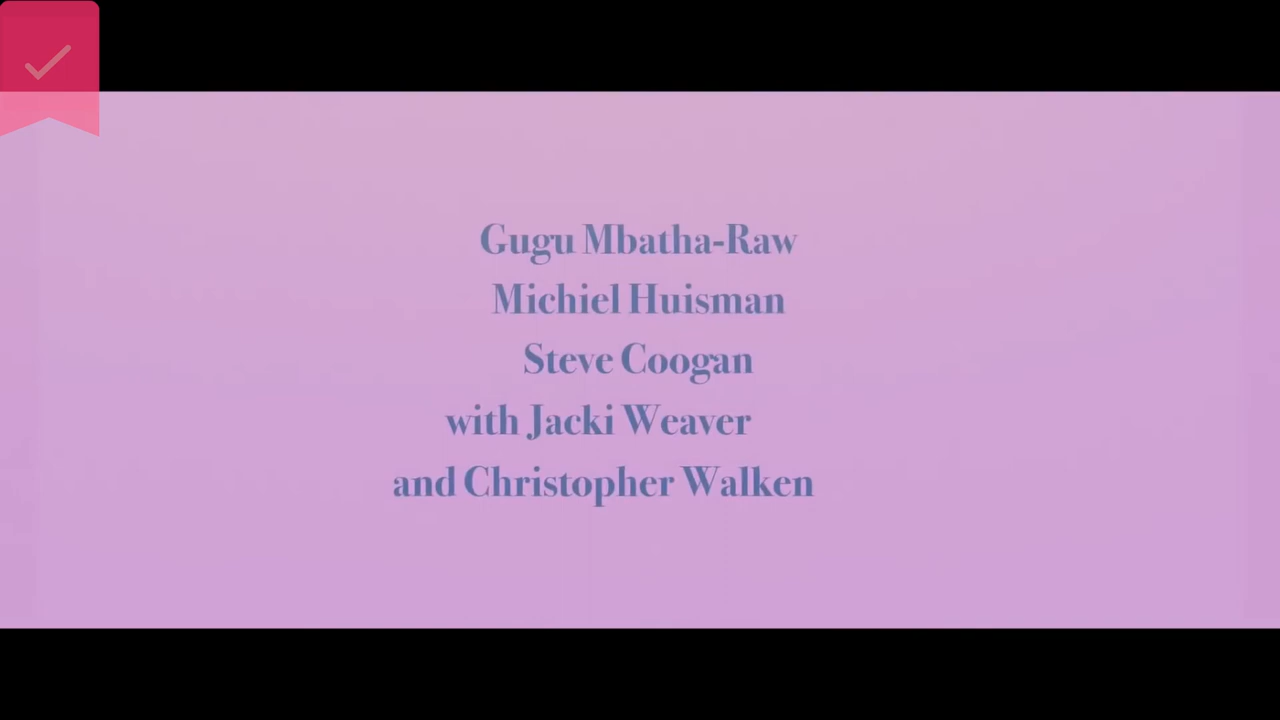 Gugu Mbatha-Raw
Michiel Huisman
Steve Coogan
with Jacki Weaver
and Christopher Walken